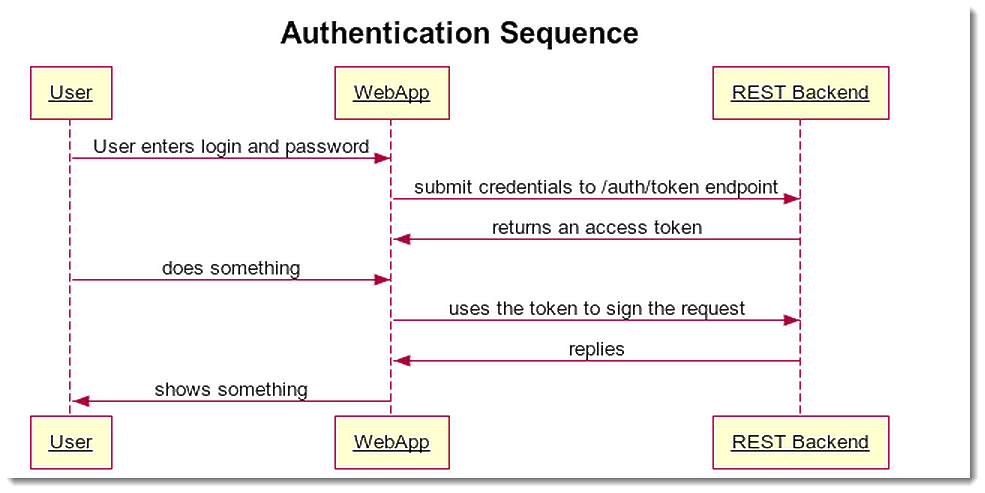 Authentication Sequence
User
WebApp
REST Backend
User enters login and password
submit credentials to /auth/token endpoint
returns an access token
does something
uses the token to sign the request
replies
shows something
User
WebApp
REST Backend